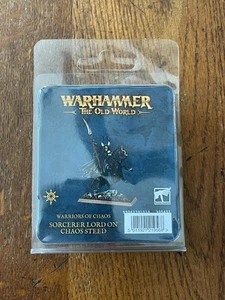 WARHAMMER
THE OLD WORLD
WARRIORS OF CHAOS
SORCERER LORD ON
CHAOS STEED